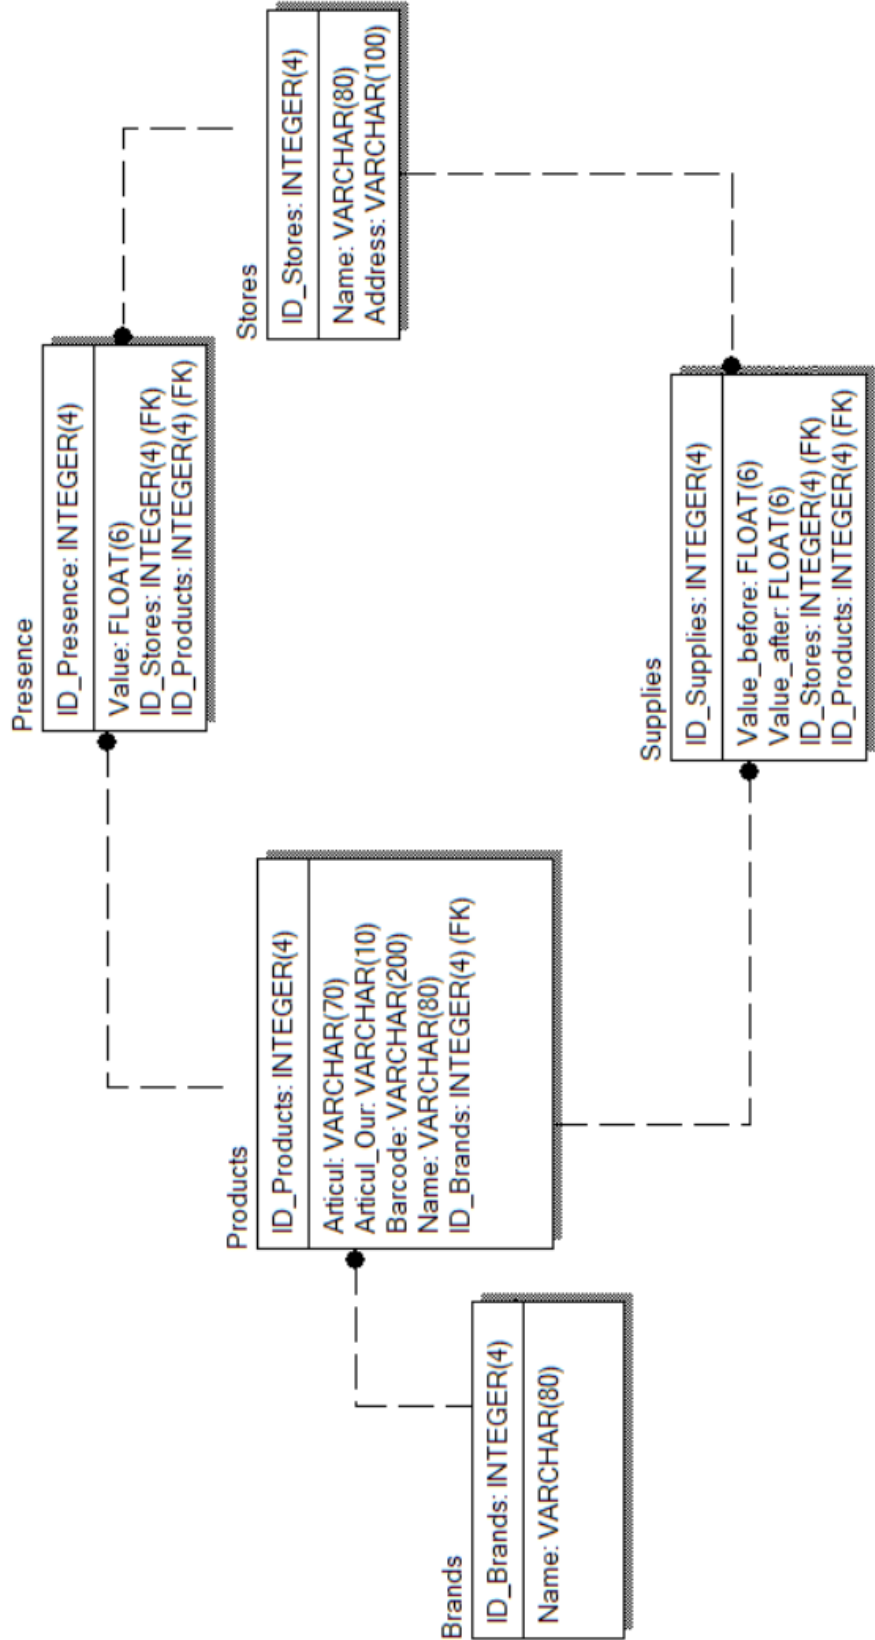 Brands
ID_Brands: INTEGER(4)
Name: VARCHAR(80)
Products
ID_Products: INTEGER(4)
Articul: VARCHAR(70)
Articul_Our: VARCHAR(10)
Barcode: VARCHAR(200)
Name: VARCHAR(80)
ID_Brands: INTEGER(4) (FK)
Presence
ID_Presence: INTEGER(4)
Value: FLOAT(6)
ID_Stores: INTEGER(4) (FK)
ID_Products: INTEGER(4) (FK)
Stores
ID_Stores: INTEGER(4)
Name: VARCHAR(80)
Address: VARCHAR(100)
Supplies
ID_Supplies: INTEGER(4)
Value_before: FLOAT(6)
Value_after: FLOAT(6)
ID_Stores: INTEGER(4) (FK)
ID_Products: INTEGER(4) (FK)